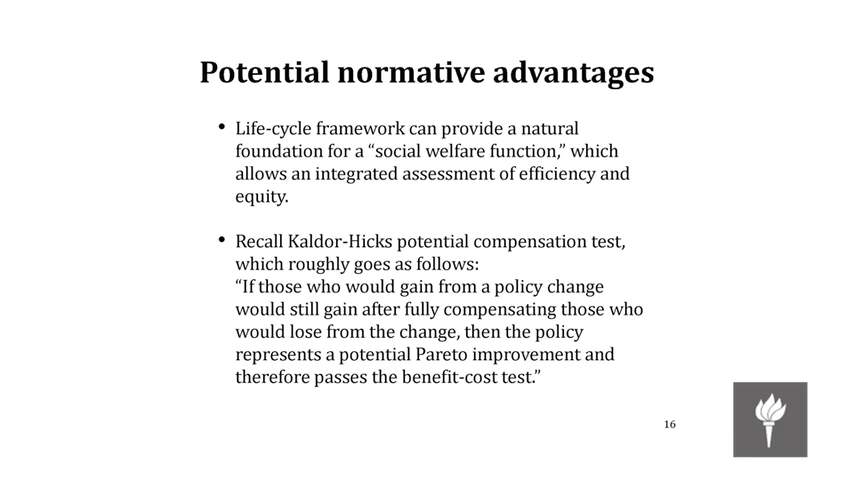 Potential normative advantages
• Life-cycle framework can provide a natural
foundation for a “social welfare function,” which
allows an integrated assessment of efficiency and
equity.
• Recall Kaldor-Hicks potential compensation test,
which roughly goes as follows:
“If those who would gain from a policy change
would still gain after fully compensating those who
would lose from the change, then the policy
represents a potential Pareto improvement and
therefore passes the benefit-cost test.”
16